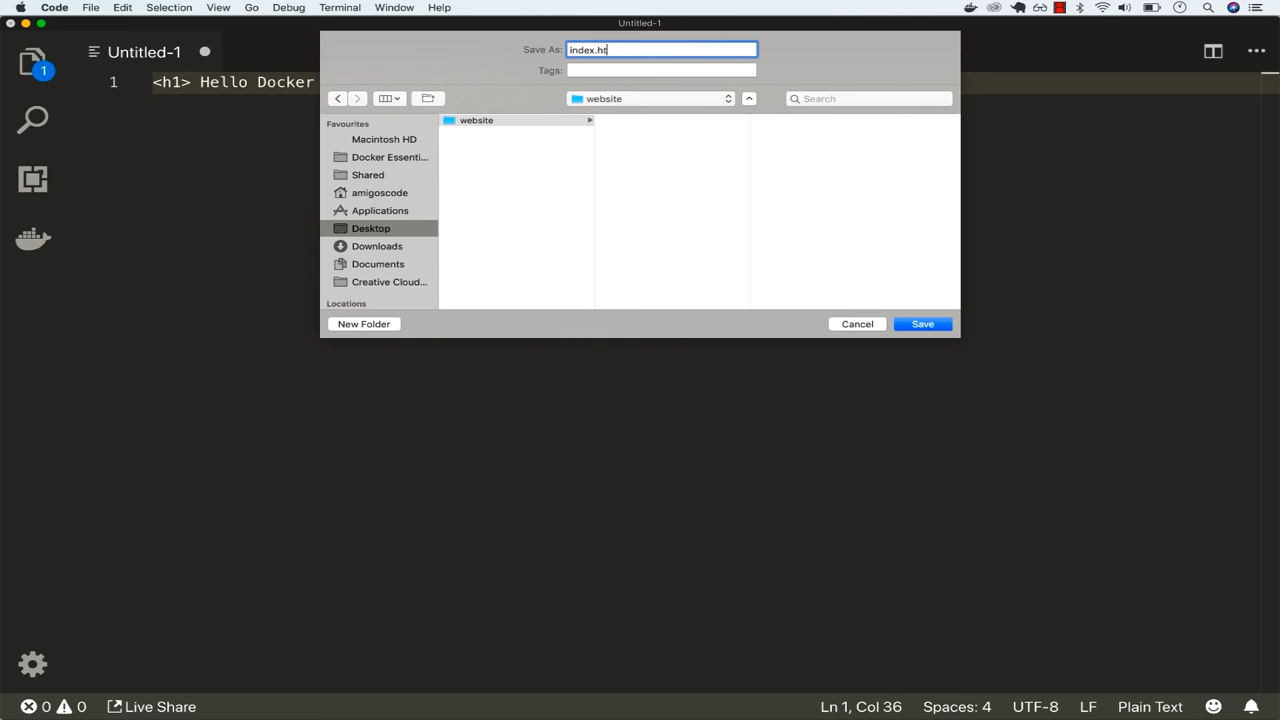 Code File Edit Selection View Go Debug Terminal Window Help
Untitled-1
Untitled-1
1
1 <h1> Hello Docker
Save As: index.ht
Tags:
website
Search
Favourites
Macintosh HD
Docker Essenti...
Shared
amigoscode
Applications
Desktop
Downloads
Documents
Creative Cloud...
Locations
website
New Folder Cancel Save
0 0 Live Share Ln 1, Col 36 Spaces: 4 UTF-8 LF Plain Text